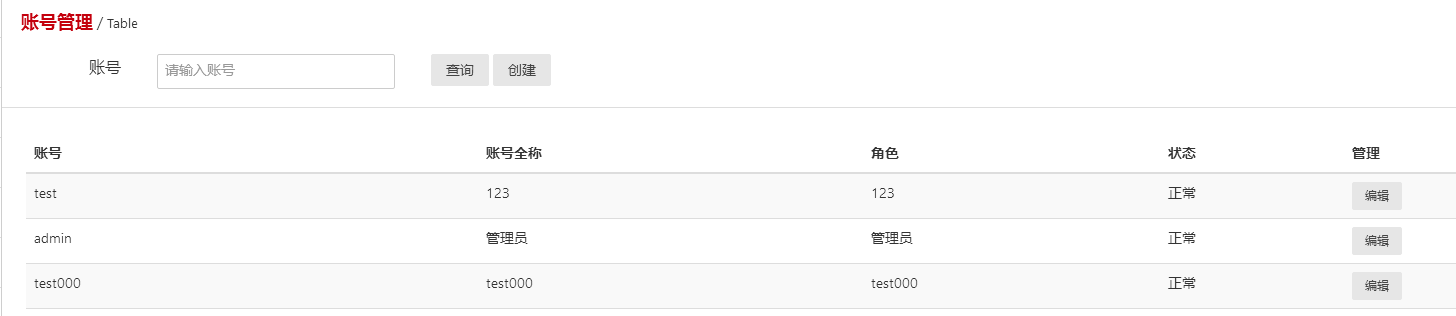 账号管理 / Table
账号 请输入账号 查询 创建
账号 账号全称 角色 状态 管理
test 123 123 正常 编辑
admin 管理员 管理员 正常 编辑
test000 test000 test000 正常 编辑